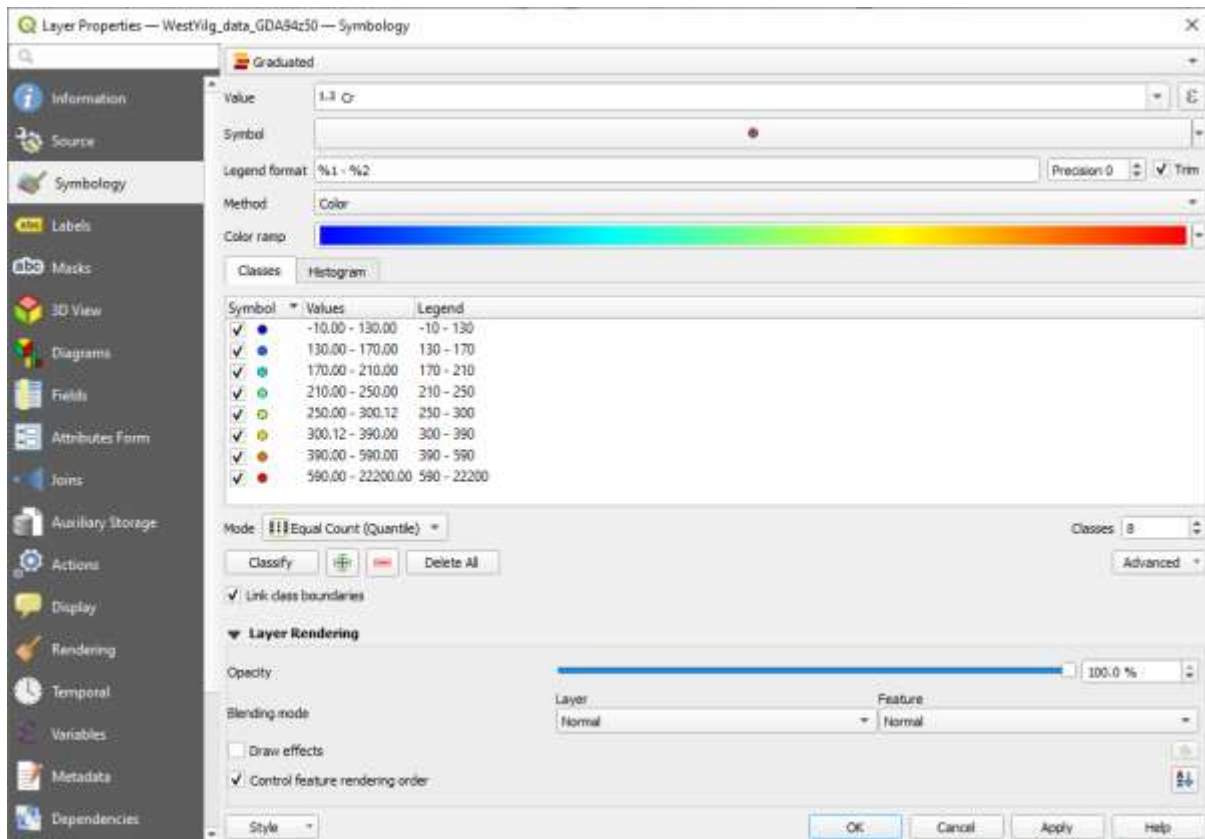 Layer Properties — WestYilg_data_GDA94z50 — Symbology
Graduated
Information
Value 1.2 Cr ε
Source
Symbol
Symbology
Legend format %1 - %2 Precision 0 Trim
Method Color
Labels
Color ramp
Masks
Classes Histogram
3D View
Symbol Values Legend
-10.00 - 130.00 -10 - 130
130.00 - 170.00 130 - 170
Diagrams
170.00 - 210.00 170 - 210
Fields
210.00 - 250.00 210 - 250
250.00 - 300.12 250 - 300
Attributes Form
300.12 - 390.00 300 - 390
390.00 - 590.00 390 - 590
Joins
590.00 - 22200.00 590 - 22200
Auxiliary Storage
Mode Equal Count (Quantile) Classes 8
Actions
Classify Delete All Advanced
Link class boundaries
Display
Layer Rendering
Rendering
Opacity 100.0 %
Temporal
Layer Feature
Blending mode Normal Normal
Variables
Draw effects
Metadata
Control feature rendering order
Dependencies
Style OK Cancel Apply Help